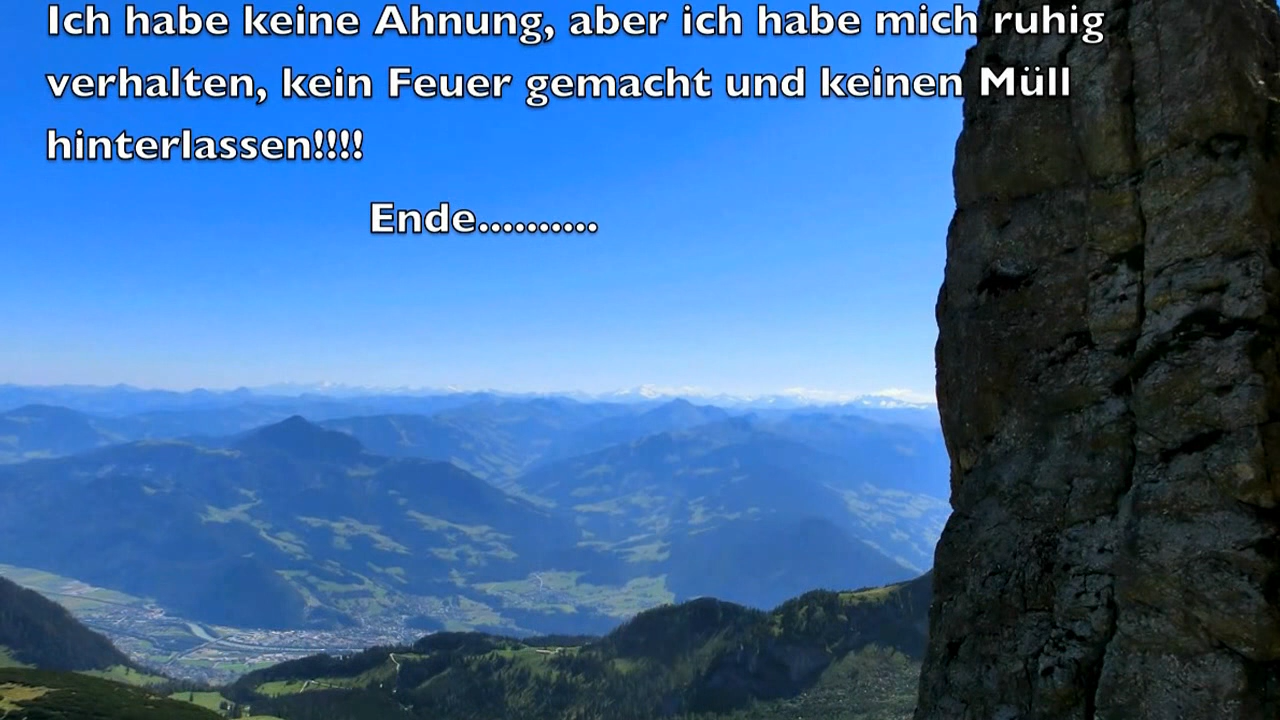 Ich habe keine Ahnung, aber ich habe mich ruhig
verhalten, kein Feuer gemacht und keinen Müll
hinterlassen!!!!
Ende..........